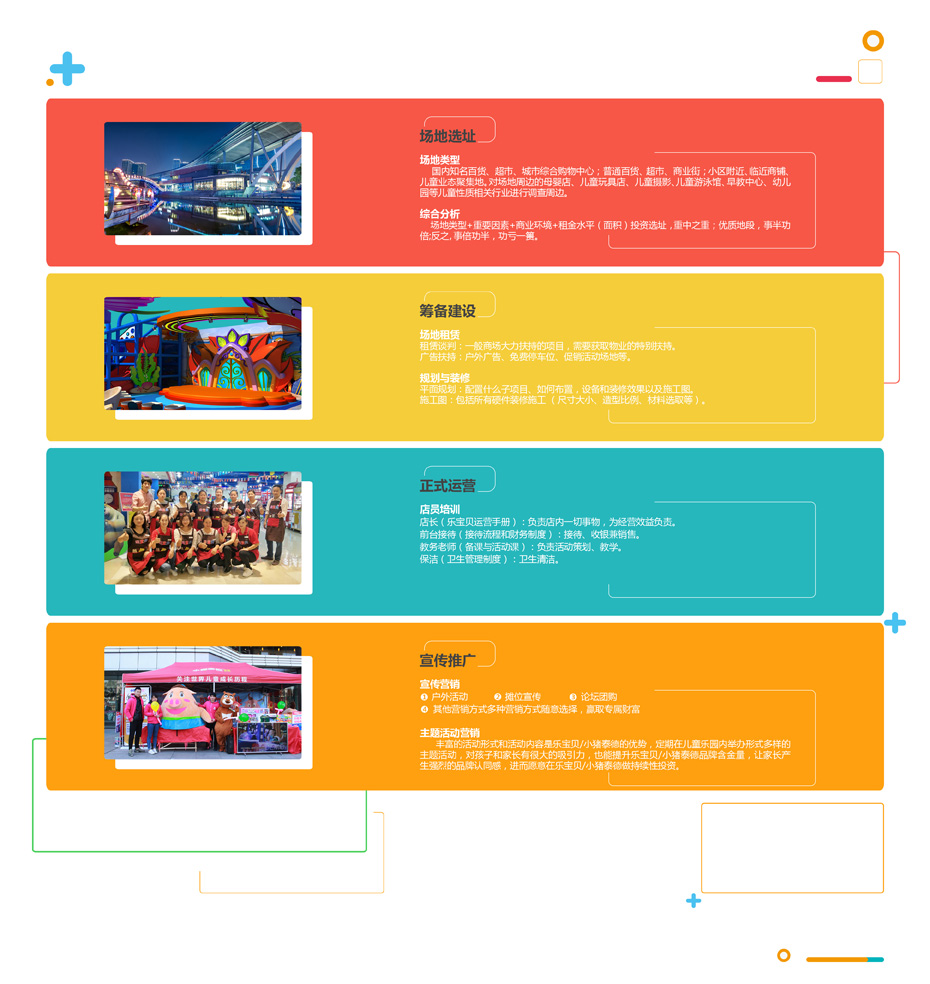 场地选址
场地类型
国内知名百货、超市、城市综合购物中心；普通百货、超市、商业街；小区附近、临近商铺、
儿童业态聚集地。对场地周边的母婴店、儿童玩具店、儿童摄影、儿童游泳馆、早教中心、幼儿
园等儿童性质相关行业进行调查周边。
综合分析
场地类型+重要因素+商业环境+租金水平（面积）投资选址，重中之重；优质地段，事半功
倍;反之, 事倍功半，功亏一篑。
筹备建设
场地租赁
租赁谈判：一般商场大力扶持的项目，需要获取物业的特别扶持。
广告扶持：户外广告、免费停车位、促销活动场地等。
规划与装修
平面规划：配置什么子项目、如何布置，设备和装修效果以及施工图。
施工图：包括所有硬件装修施工（尺寸大小、造型比例、材料选取等）。
正式运营
店员培训
店长（乐宝贝运营手册）：负责店内一切事物，为经营效益负责。
前台接待（接待流程和财务制度）：接待、收银兼销售。
教务老师（备课与活动课）：负责活动策划、教学。
保洁（卫生管理制度）：卫生清洁。
宣传推广
关注世界儿童成长历程
宣传营销
❶ 户外活动 ❷ 摊位宣传 ❸ 论坛团购
❹ 其他营销方式多种营销方式随意选择，赢取专属财富
主题活动营销
丰富的活动形式和活动内容是乐宝贝/小猪泰德的优势，定期在儿童乐园内举办形式多样的
主题活动，对孩子和家长有很大的吸引力，也能提升乐宝贝/小猪泰德品牌含金量，让家长产
生强烈的品牌认同感，进而愿意在乐宝贝/小猪泰德做持续性投资。